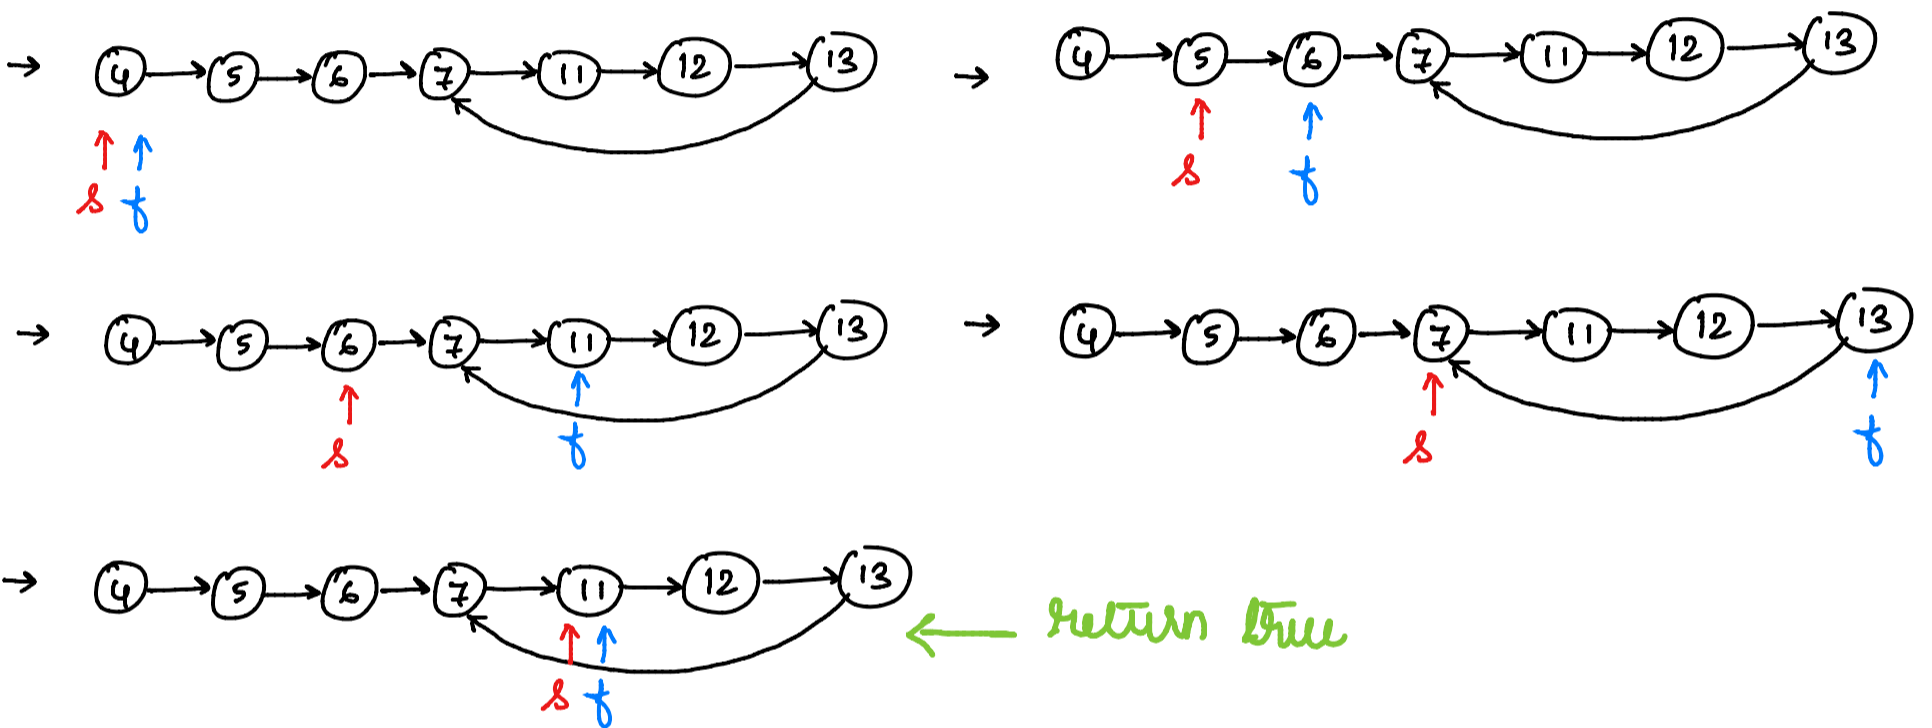 → 4 → 5 → 6 → 7 → 11 → 12 → 13
s f
→ 4 → 5 → 6 → 7 → 11 → 12 → 13
s f
→ 4 → 5 → 6 → 7 → 11 → 12 → 13
s f
→ 4 → 5 → 6 → 7 → 11 → 12 → 13
s f
→ 4 → 5 → 6 → 7 → 11 → 12 → 13
← return true
s f